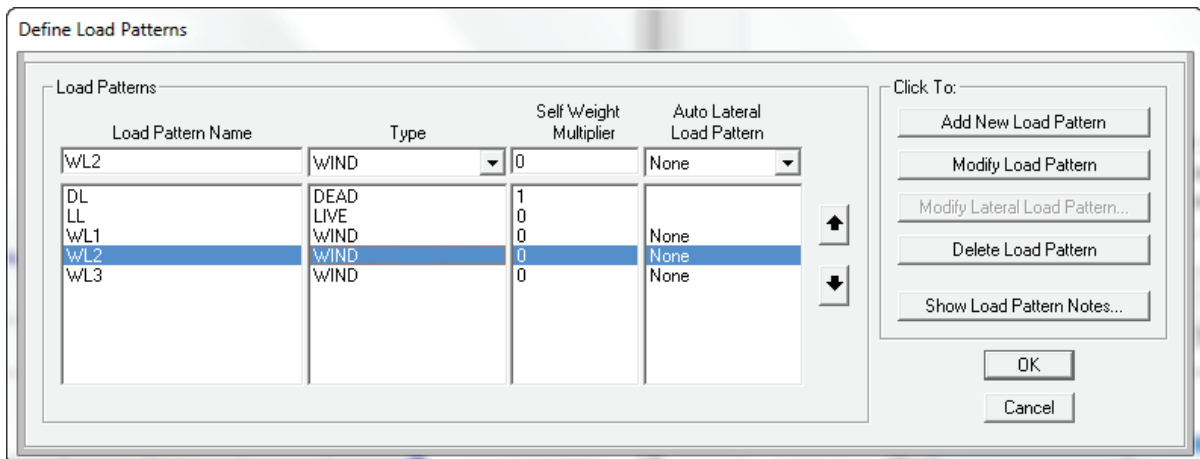 Define Load Patterns
Load Patterns
Click To:
Load Pattern Name Type Self Weight Multiplier Auto Lateral Load Pattern
WL2 WIND 0 None
DL DEAD 1
LL LIVE 0
WL1 WIND 0 None
WL2 WIND 0 None
WL3 WIND 0 None
Add New Load Pattern
Modify Load Pattern
Modify Lateral Load Pattern...
Delete Load Pattern
Show Load Pattern Notes...
OK
Cancel